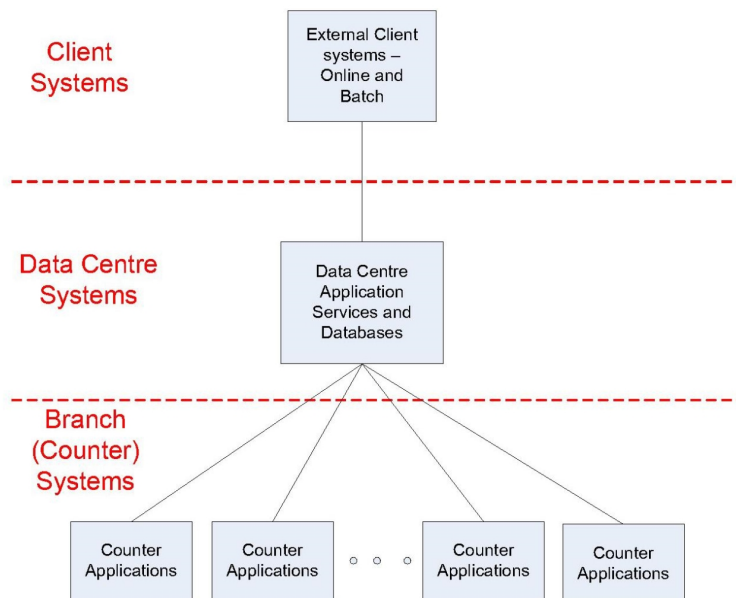 Client
Systems
External Client
systems –
Online and
Batch
Data Centre
Systems
Data Centre
Application
Services and
Databases
Branch
(Counter)
Systems
Counter
Applications
Counter
Applications
Counter
Applications
Counter
Applications